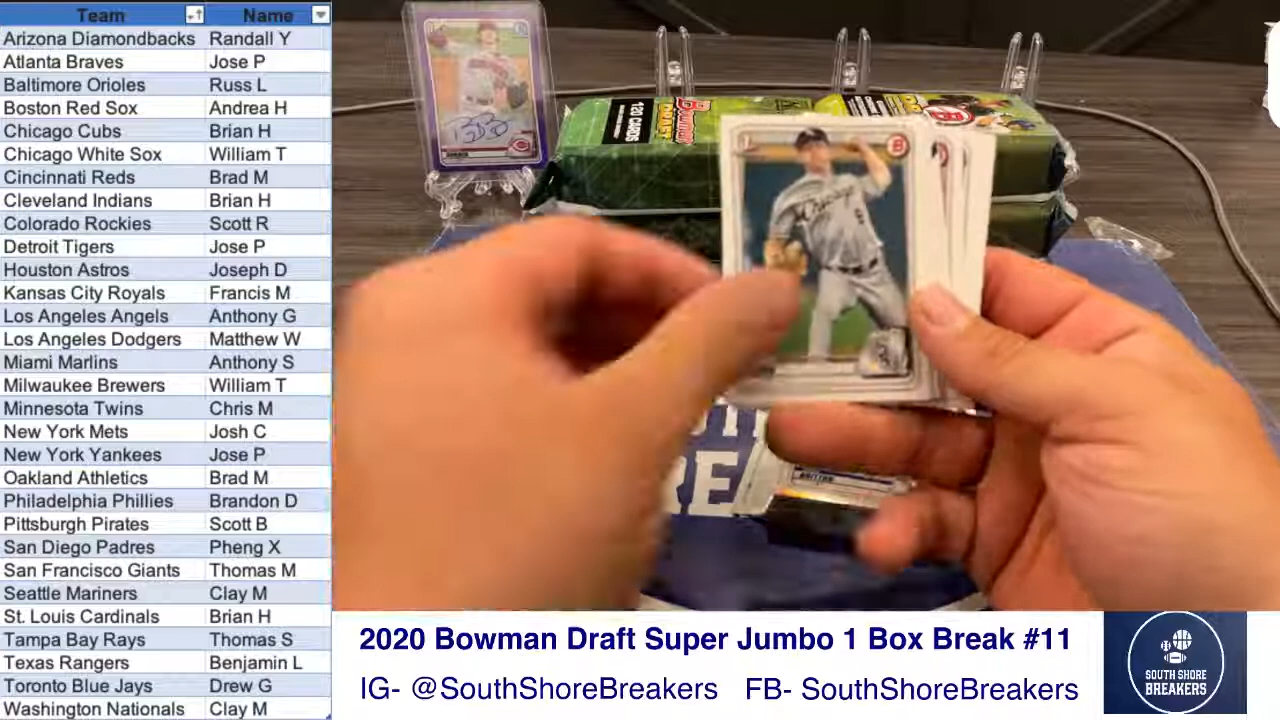 Team Name
Arizona Diamondbacks Randall Y
Atlanta Braves Jose P
Baltimore Orioles Russ L
Boston Red Sox Andrea H
Chicago Cubs Brian H
Chicago White Sox William T
Cincinnati Reds Brad M
Cleveland Indians Brian H
Colorado Rockies Scott R
Detroit Tigers Jose P
Houston Astros Joseph D
Kansas City Royals Francis M
Los Angeles Angels Anthony G
Los Angeles Dodgers Matthew W
Miami Marlins Anthony S
Milwaukee Brewers William T
Minnesota Twins Chris M
New York Mets Josh C
New York Yankees Jose P
Oakland Athletics Brad M
Philadelphia Phillies Brandon D
Pittsburgh Pirates Scott B
San Diego Padres Pheng X
San Francisco Giants Thomas M
Seattle Mariners Clay M
St. Louis Cardinals Brian H
Tampa Bay Rays Thomas S
Texas Rangers Benjamin L
Toronto Blue Jays Drew G
Washington Nationals Clay M
120 CARDS
Bowman
DRAFT
Chicago
RE
2020 Bowman Draft Super Jumbo 1 Box Break #11
IG- @SouthShoreBreakers FB- SouthShoreBreakers
SOUTH SHORE
BREAKERS